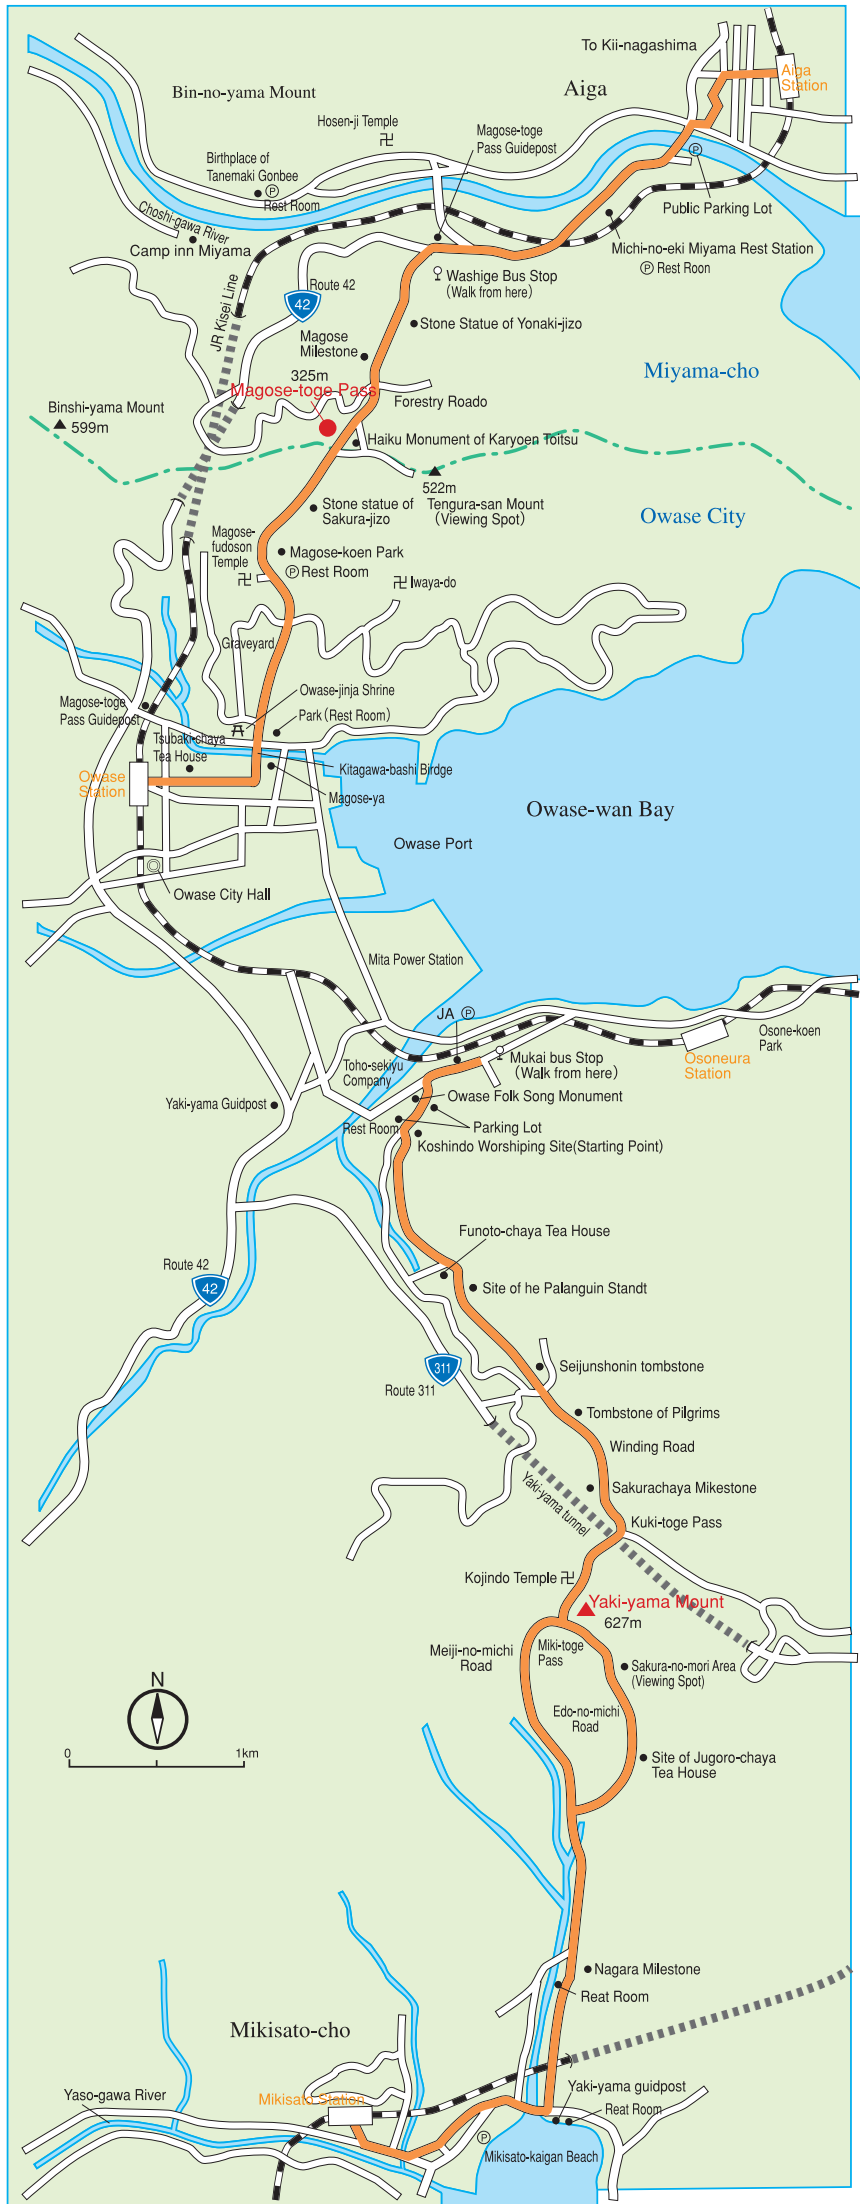 To Kii-nagashima
Aiga
Station
Aiga
Bin-no-yama Mount
Hosen-ji Temple
Magose-toge
Pass Guidepost
Birthplace of
Tanemaki Gonbee
P
Rest Room
P
Public Parking Lot
Choshi-gawa River
Camp inn Miyama
Michi-no-eki Miyama Rest Station
P Rest Roon
JR Kisei Line
Route 42
42
Washige Bus Stop
(Walk from here)
Stone Statue of Yonaki-jizo
Magose
Milestone
325m
Magose-toge Pass
Miyama-cho
Forestry Roado
Binshi-yama Mount
599m
Haiku Monument of Karyoen Toitsu
522m
Tengura-san Mount
(Viewing Spot)
Stone statue of
Sakura-jizo
Owase City
Magose-
fudoson
Temple
Magose-koen Park
P Rest Room
Iwaya-do
Graveyard
Owase-jinja Shrine
Magose-toge
Pass Guidepost
Park (Rest Room)
Tsubaki-chaya
Tea House
Kitagawa-bashi Birdge
Owase
Station
Magose-ya
Owase-wan Bay
Owase Port
Owase City Hall
Mita Power Station
JA P
Osone-koen
Park
Osoneura
Station
Mukai bus Stop
(Walk from here)
Toho-sekiyu
Company
Yaki-yama Guidpost
Owase Folk Song Monument
Rest Room
Parking Lot
Koshindo Worshiping Site(Starting Point)
Funoto-chaya Tea House
Route 42
42
Site of he Palanguin Standt
311
Route 311
Seijunshonin tombstone
Tombstone of Pilgrims
Winding Road
Yaki-yama tunnel
Sakurachaya Mikestone
Kuki-toge Pass
Kojindo Temple
Yaki-yama Mount
627m
Meiji-no-michi
Road
Miki-toge
Pass
Sakura-no-mori Area
(Viewing Spot)
N
Edo-no-michi
Road
0 1km
Site of Jugoro-chaya
Tea House
Nagara Milestone
Reat Room
Mikisato-cho
Yaso-gawa River
Mikisato Station
Yaki-yama guidpost
Reat Room
P
Mikisato-kaigan Beach